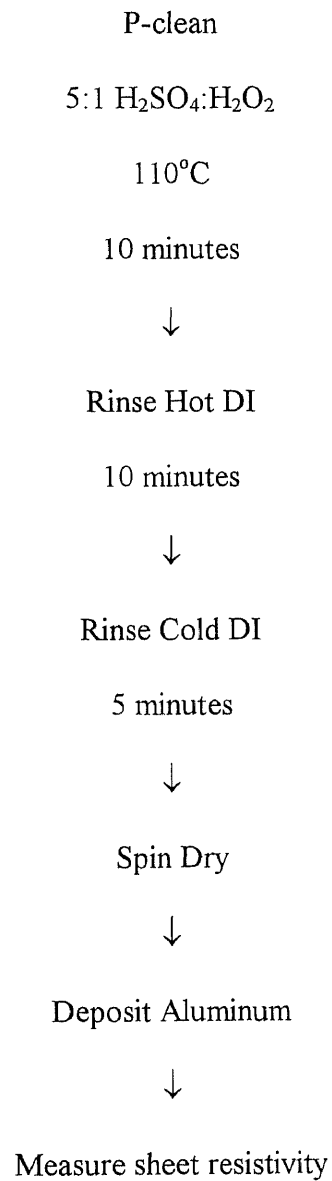 P-clean
5:1 H₂SO₄:H₂O₂
110°C
10 minutes
↓
Rinse Hot DI
10 minutes
↓
Rinse Cold DI
5 minutes
↓
Spin Dry
↓
Deposit Aluminum
↓
Measure sheet resistivity